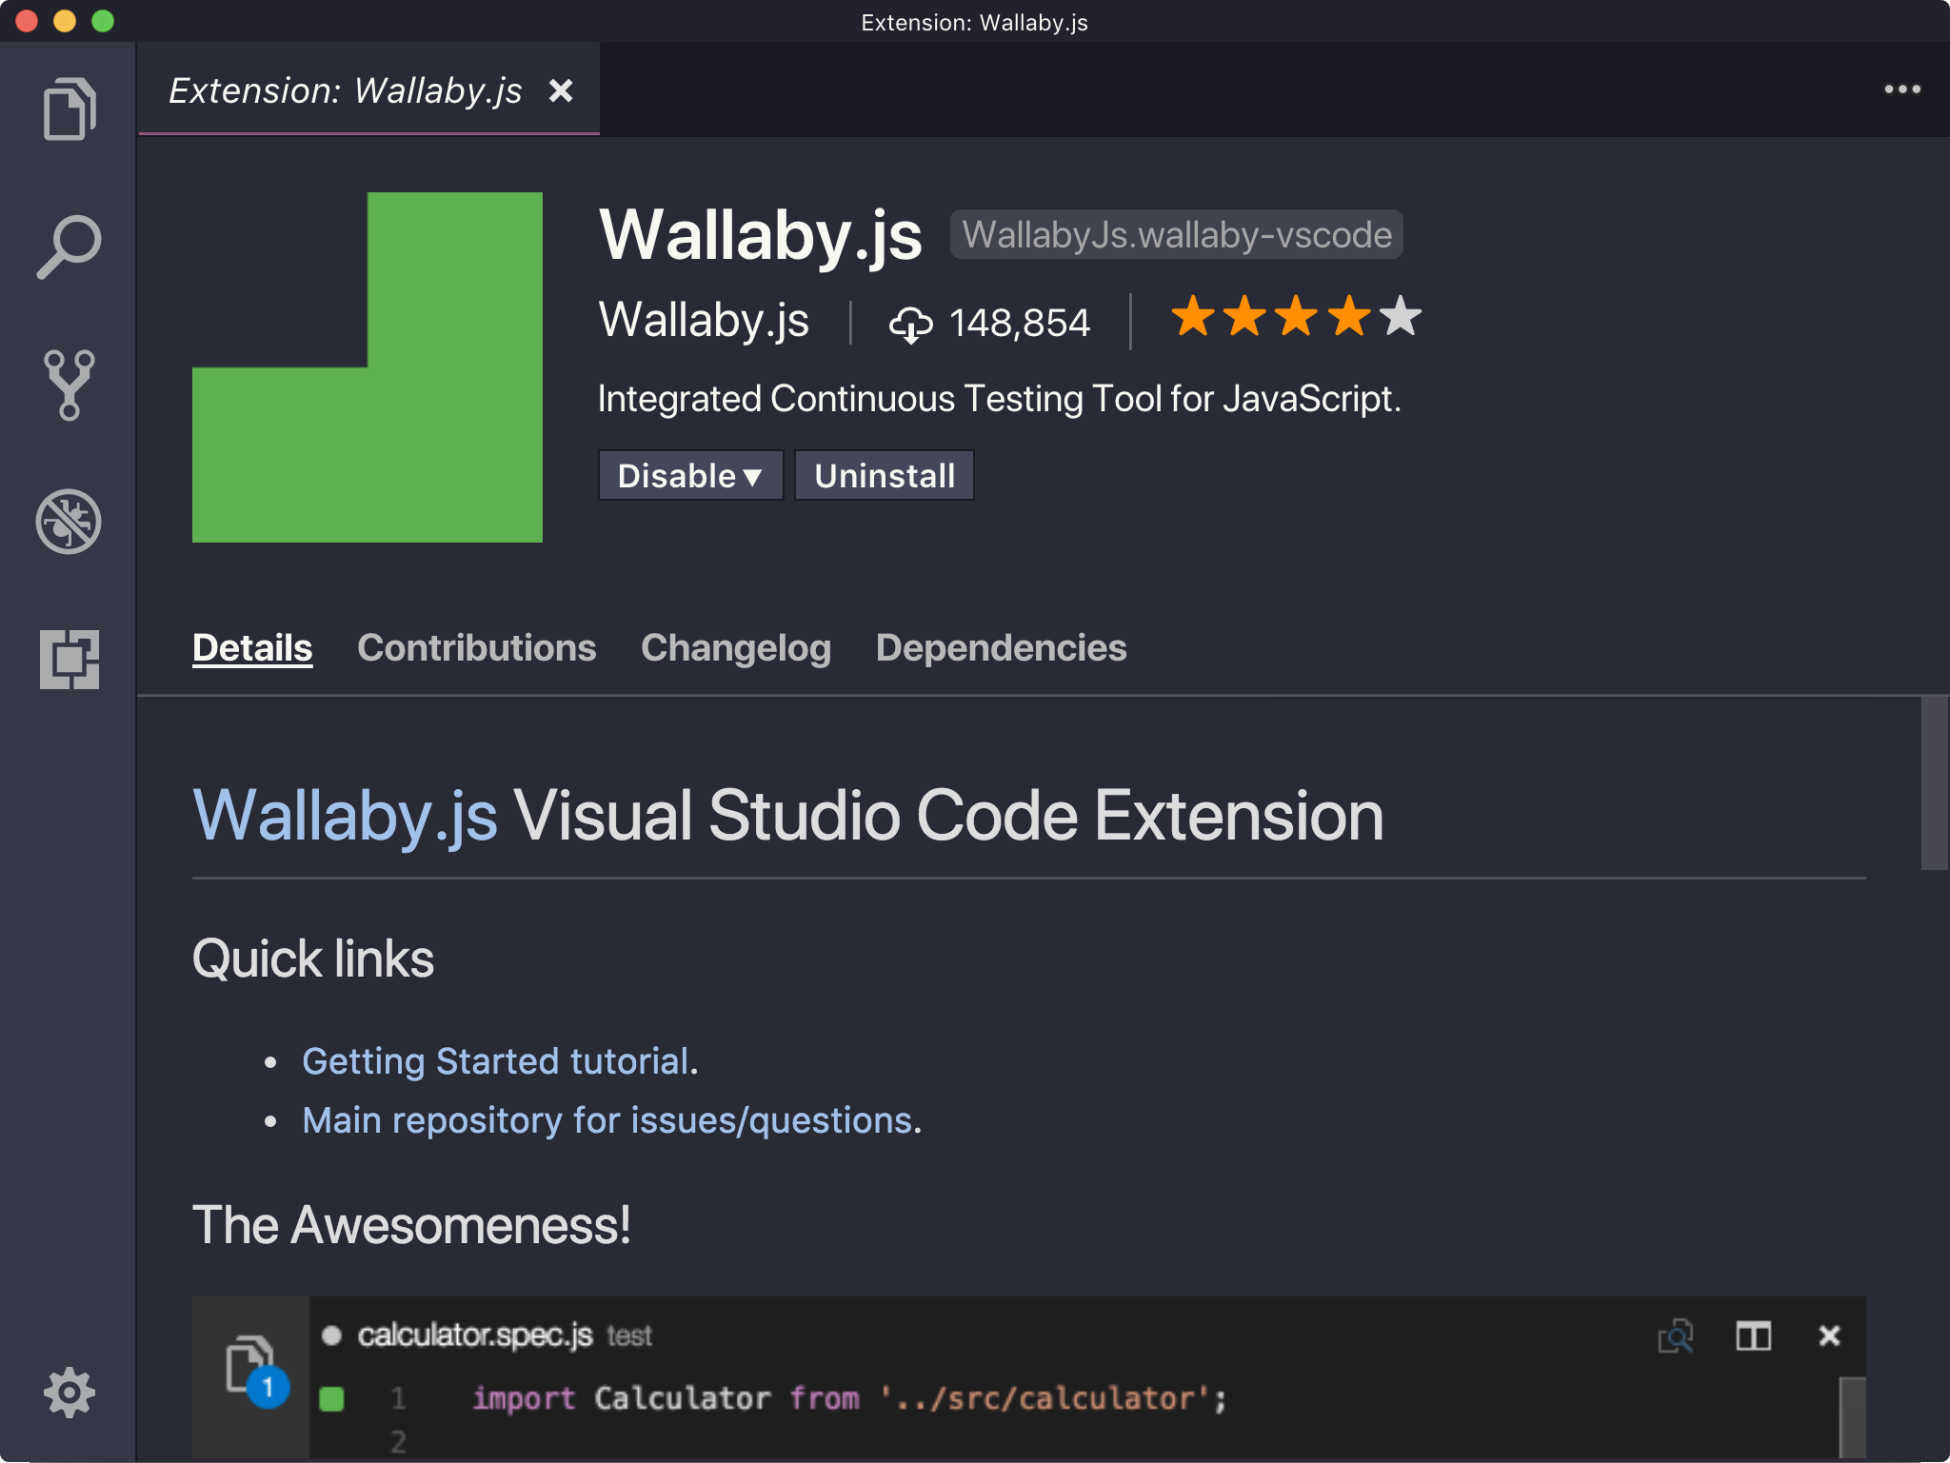 Extension: Wallaby.js
Extension: Wallaby.js
Wallaby.js WallabyJs.wallaby-vscode
Wallaby.js 148,854
Integrated Continuous Testing Tool for JavaScript.
Disable Uninstall
Details Contributions Changelog Dependencies
Wallaby.js Visual Studio Code Extension
Quick links
Getting Started tutorial.
Main repository for issues/questions.
The Awesomeness!
calculator.spec.js test
1
1 import Calculator from '../src/calculator';
2